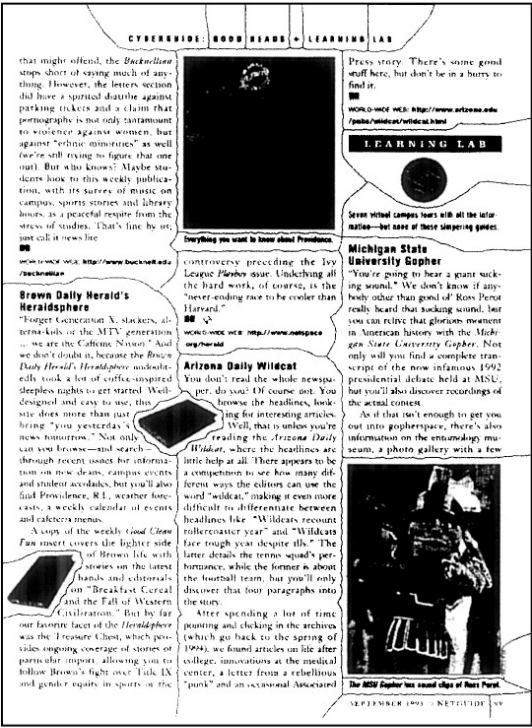 CYBERGUIDE: GOOD READS + LEARNING LAB
that might offend, the Bucknellian
stops short of saying much of any-
thing. However, the letters section
did have a spirited diatribe against
parking tickets and a claim that
pornography is not only tantamount
to violence against women, but
against "ethnic minorities" as well
(we're still trying to figure that one
out). But who knows? Maybe stu-
dents look to this weekly publica-
tion, with its survey of music on
campus, sports stories and library
hours, as a peaceful respite from the
stress of studies. That's fine by us;
just call it news lite.
WORLD-WIDE WEB: http://www.bucknell.edu
/bucknellian
Brown Daily Herald's
Heraldsphere
"Forget Generation X, slackers, al-
terna-kids or the MTV generation
... we are the Caffeine Nation." And
we don't doubt it, because the Brown
Daily Herald's Heraldsphere undoubt-
edly took a lot of coffee-inspired
sleepless nights to get started. Well-
designed and easy to use, this
site does more than just
bring "you yesterday's
news tomorrow." Not only
can you browse—and search—
through recent issues for informa-
tion on new deans, campus events
and student accolades, but you'll also
find Providence, R.I., weather fore-
casts, a weekly calendar of events
and cafeteria menus.
A copy of the weekly Good Clean
Fun insert covers the lighter side
of Brown life with
stories on the latest
bands and editorials
on "Breakfast Cereal
and the Fall of Western
Civilization." But by far
our favorite facet of the Heraldsphere
was the Treasure Chest, which pro-
vides ongoing coverage of stories of
particular import, allowing you to
follow Brown's fight over Title IX
and gender equity in sports or the
Everything you want to know about Providence.
controversy preceding the Ivy
League Playboy issue. Underlying all
the hard work, of course, is the
"never-ending race to be cooler than
Harvard."
WORLD-WIDE WEB: http://www.netspace
.org/herald
Arizona Daily Wildcat
You don't read the whole newspa-
per, do you? Of course not. You
browse the headlines, look-
ing for interesting articles.
Well, that is unless you're
reading the Arizona Daily
Wildcat, where the headlines are
little help at all. There appears to be
a competition to see how many dif-
ferent ways the editors can use the
word "wildcat," making it even more
difficult to differentiate between
headlines like "Wildcats recount
rollercoaster year" and "Wildcats
face tough year despite ills." The
latter details the tennis squad's per-
formance, while the former is about
the football team, but you'll only
discover that four paragraphs into
the story.
After spending a lot of time
pointing and clicking in the archives
(which go back to the spring of
1994), we found articles on life after
college, innovations at the medical
center, a letter from a rebellious
"punk" and an occasional Associated
Press story. There's some good
stuff here, but don't be in a hurry to
find it.
WORLD-WIDE WEB: http://www.arizona.edu
/pubs/wildcat/wildcat.html
LEARNING LAB
Seven virtual campus tours with all the infor-
mation—but none of those simpering guides.
Michigan State
University Gopher
"You're going to hear a giant suck-
ing sound." We don't know if any-
body other than good ol' Ross Perot
really heard that sucking sound, but
you can relive that glorious moment
in American history with the Michi-
gan State University Gopher. Not
only will you find a complete tran-
script of the now infamous 1992
presidential debate held at MSU,
but you'll also discover recordings of
the actual contest.
As if that isn't enough to get you
out into gopherspace, there's also
information on the entomology mu-
seum, a photo gallery with a few
The MSU Gopher has sound clips of Ross Perot.
SEPTEMBER 1995 NETGUIDE 99